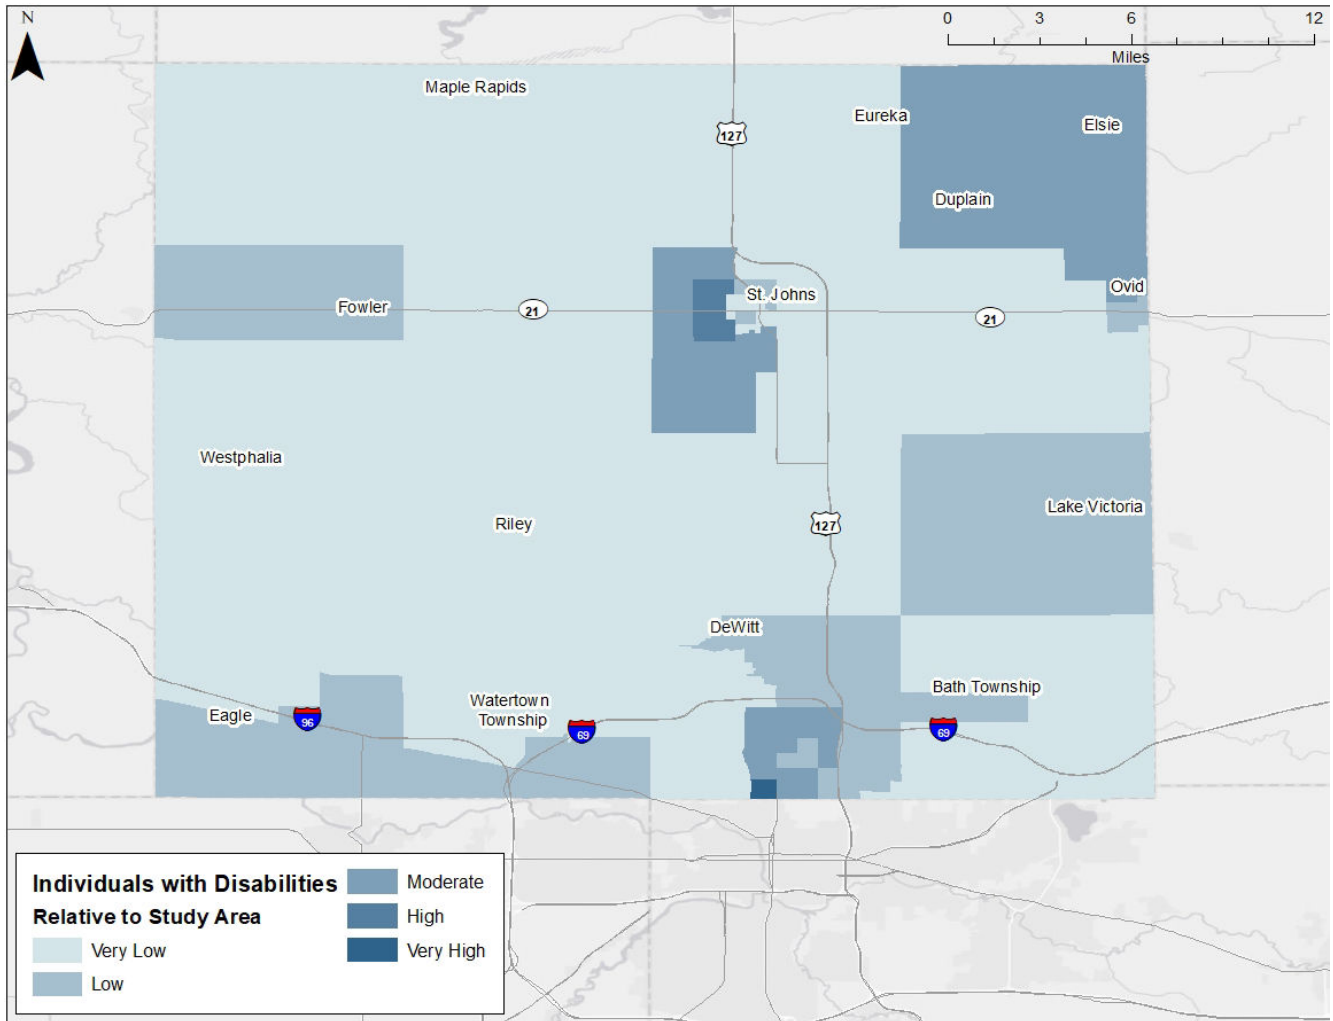 N
0 3 6 12
Miles
Maple Rapids
Eureka
Elsie
127
Duplain
Ovid
St. Johns
Fowler
21
21
Westphalia
Lake Victoria
Riley
127
DeWitt
Bath Township
Watertown
Township
Eagle
96
69
69
Individuals with Disabilities
Relative to Study Area
Very Low
Low
Moderate
High
Very High